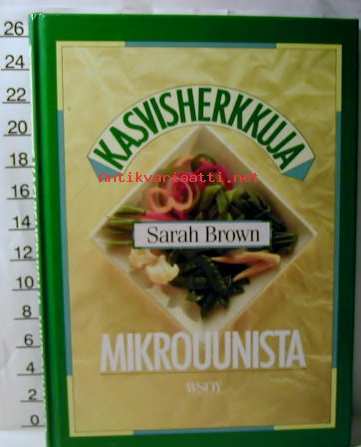 KASVISHERKKUJA
antikvariaatti.net
Sarah Brown
MIKROUUNISTA
WSOY
26
24
22
20
18
16
14
12
10
8
6
4
2
0